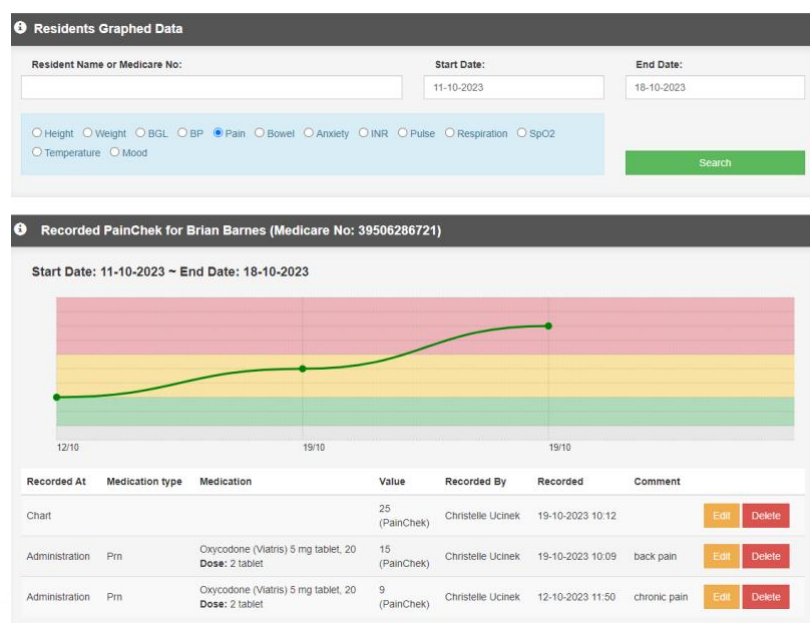 Residents Graphed Data
Resident Name or Medicare No:
Start Date:
End Date:
11-10-2023
18-10-2023
Height Weight BGL BP Pain Bowel Anxiety INR Pulse Respiration SpO2
Temperature Mood
Search
Recorded PainChek for Brian Barnes (Medicare No: 39506286721)
Start Date: 11-10-2023 ~ End Date: 18-10-2023
12/10 19/10 19/10
Recorded At Medication type Medication Value Recorded By Recorded Comment
Chart 25 (PainChek) Christelle Ucinek 19-10-2023 10:12 Edit Delete
Administration Prn Oxycodone (Viatris) 5 mg tablet, 20 15 (PainChek) Christelle Ucinek 19-10-2023 10:09 back pain Edit Delete
Dose: 2 tablet
Administration Prn Oxycodone (Viatris) 5 mg tablet, 20 9 (PainChek) Christelle Ucinek 12-10-2023 11:50 chronic pain Edit Delete
Dose: 2 tablet